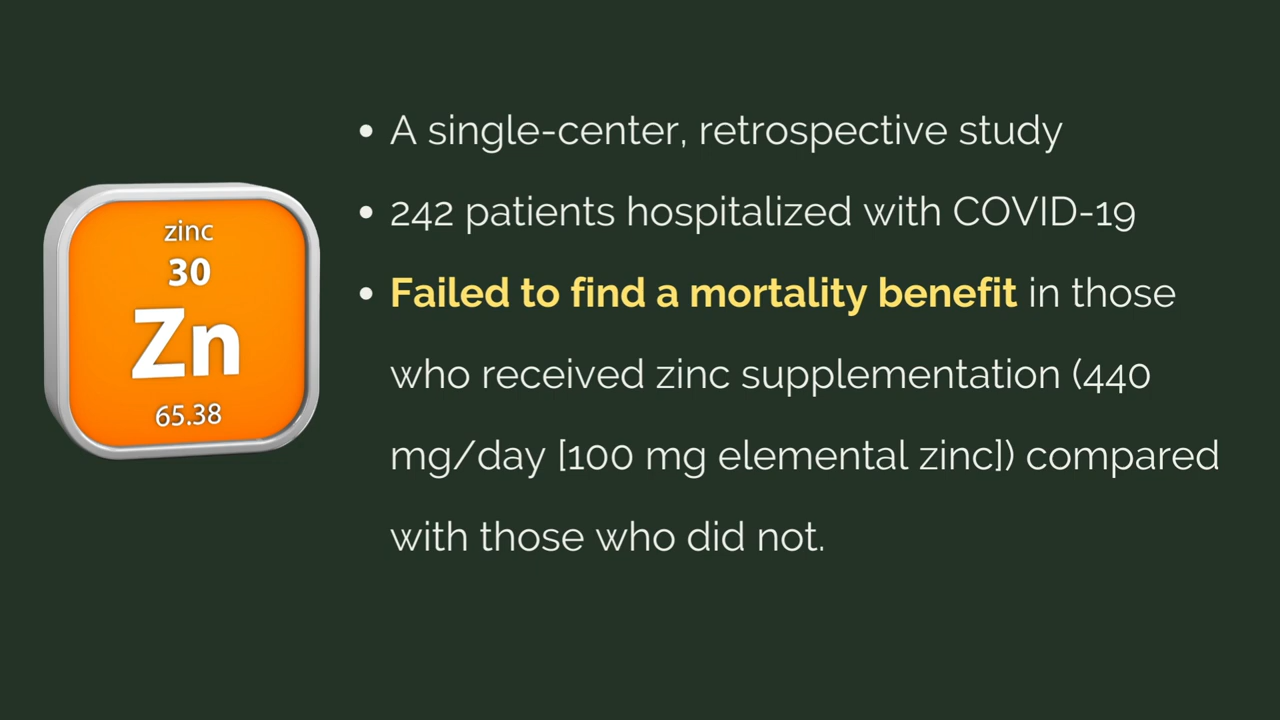 zinc
30
Zn
65.38
• A single-center, retrospective study
• 242 patients hospitalized with COVID-19
• Failed to find a mortality benefit in those
who received zinc supplementation (440
mg/day [100 mg elemental zinc]) compared
with those who did not.